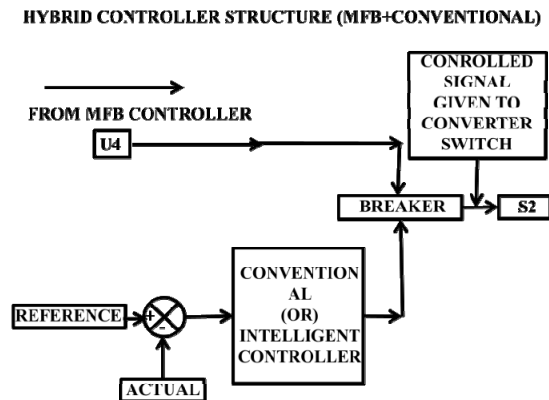 HYBRID CONTROLLER STRUCTURE (MFB+CONVENTIONAL)
CONROLLED
SIGNAL
GIVEN TO
CONVERTER
SWITCH
FROM MFB CONTROLLER
U4
BREAKER
S2
CONVENTION
AL
(OR)
INTELLIGENT
CONTROLLER
REFERENCE
+
-
ACTUAL